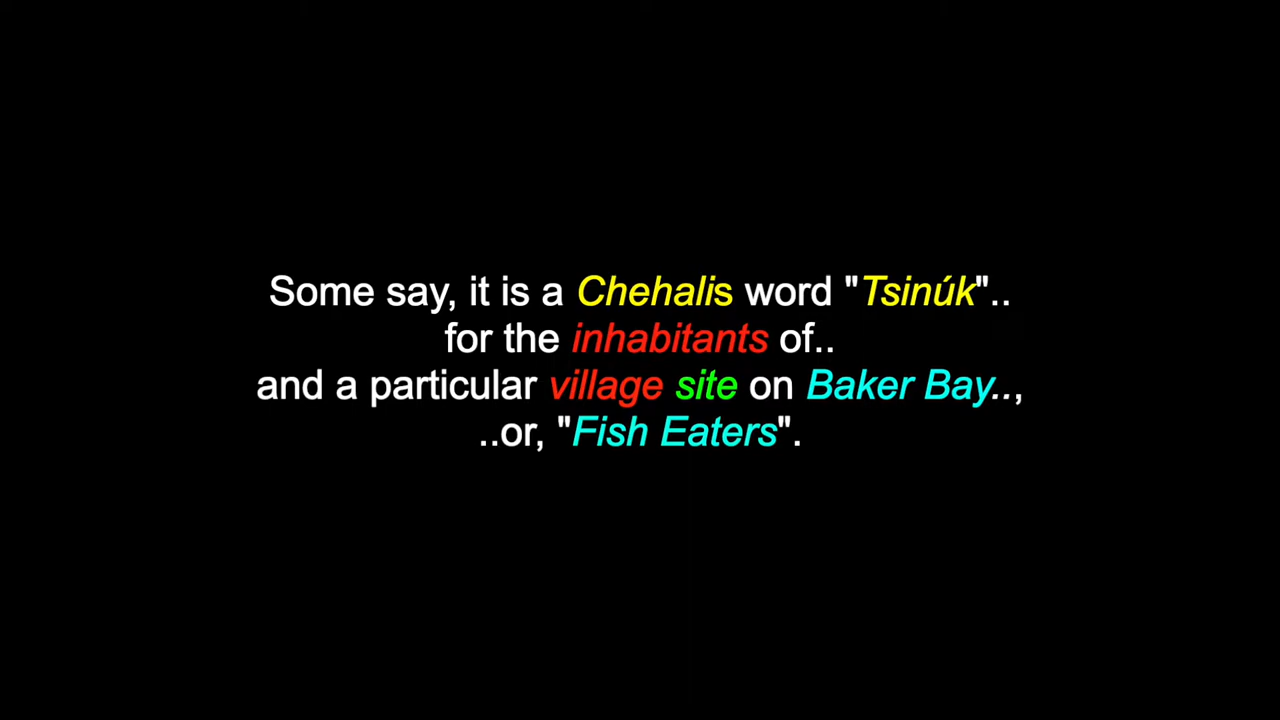 Some say, it is a Chehalis word "Tsinúk"..
for the inhabitants of..
and a particular village site on Baker Bay..,
..or, "Fish Eaters".